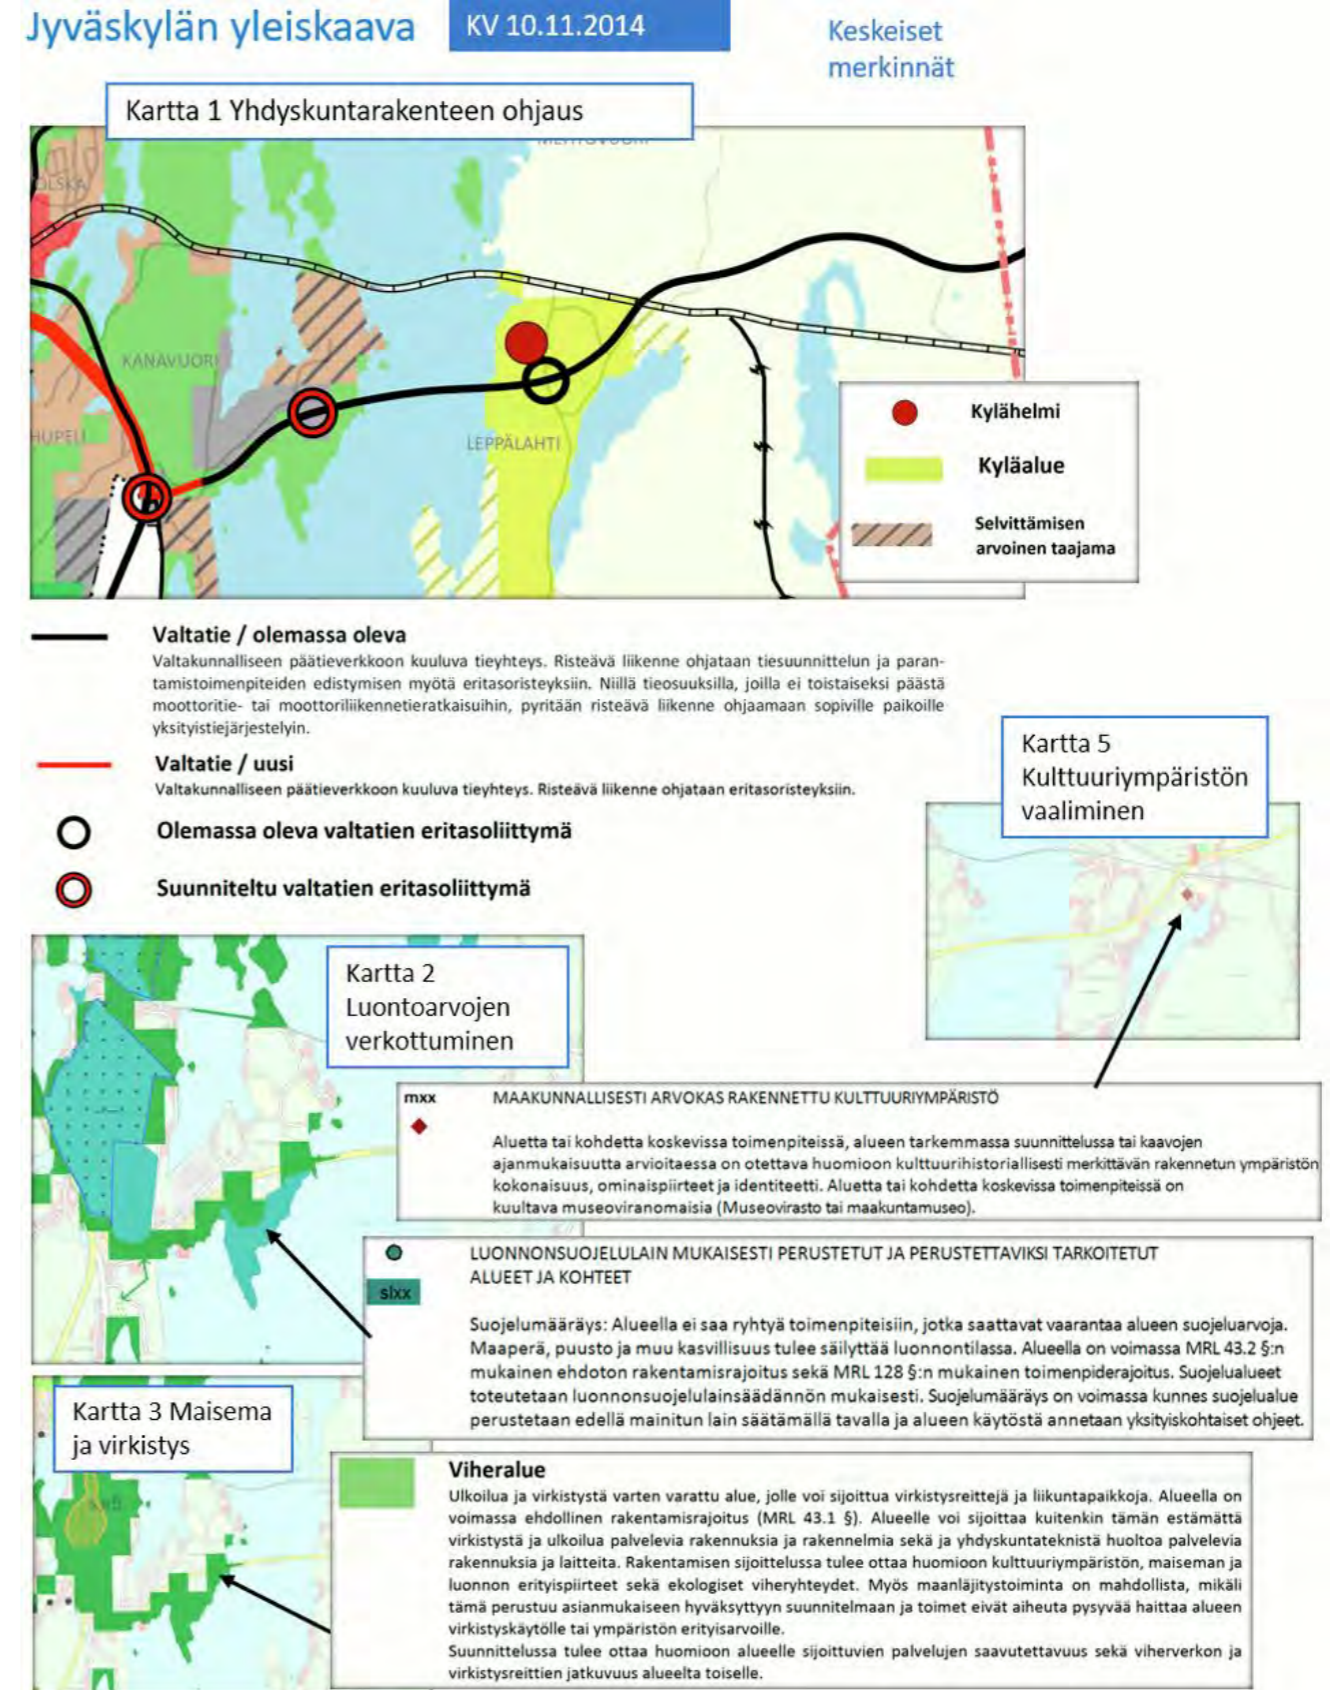 Jyväskylän yleiskaava
KV 10.11.2014
Keskeiset
merkinnät
Kartta 1 Yhdyskuntarakenteen ohjaus
KANAVUORI
LEPPÄLAHTI
Kylähelmi
Kyläalue
Selvittämisen
arvoinen taajama
Valtatie / olemassa oleva
Valtakunnalliseen päätieverkkoon kuuluva tieyhteys. Risteävä liikenne ohjataan tiesuunnittelun ja paran-
tamistoimenpiteiden edistymisen myötä eritasoristeyksiin. Niillä tieosuuksilla, joilla ei toistaiseksi päästä
moottoritie- tai moottoriliikennetieratkaisuihin, pyritään risteävä liikenne ohjaamaan sopiville paikoille
yksityistiejärjestelyin.
Valtatie / uusi
Valtakunnalliseen päätieverkkoon kuuluva tieyhteys. Risteävä liikenne ohjataan eritasoristeyksiin.
Olemassa oleva valtatien eritasoliittymä
Suunniteltu valtatien eritasoliittymä
Kartta 5
Kulttuuriympäristön
vaaliminen
Kartta 2
Luontoarvojen
verkottuminen
mxx
MAAKUNNALLISESTI ARVOKAS RAKENNETTU KULTTUURIYMPÄRISTÖ
Aluetta tai kohdetta koskevissa toimenpiteissä, alueen tarkemmassa suunnittelussa tai kaavojen
ajanmukaisuutta arvioitaessa on otettava huomioon kulttuurihistoriallisesti merkittävän rakennetun ympäristön
kokonaisuus, ominaispiirteet ja identiteetti. Aluetta tai kohdetta koskevissa toimenpiteissä on
kuultava museoviranomaisia (Museovirasto tai maakuntamuseo).
LUONNONSUOJELULAIN MUKAISESTI PERUSTETUT JA PERUSTETTAVIKSI TARKOITETUT
ALUEET JA KOHTEET
slxx
Suojelumääräys: Alueella ei saa ryhtyä toimenpiteisiin, jotka saattavat vaarantaa alueen suojeluarvoja.
Maaperä, puusto ja muu kasvillisuus tulee säilyttää luonnontilassa. Alueella on voimassa MRL 43.2 §:n
mukainen ehdoton rakentamisrajoitus sekä MRL 128 §:n mukainen toimenpiderajoitus. Suojelualueet
toteutetaan luonnonsuojelulainsäädännön mukaisesti. Suojelumääräys on voimassa kunnes suojelualue
perustetaan edellä mainitun lain säätämällä tavalla ja alueen käytöstä annetaan yksityiskohtaiset ohjeet.
Kartta 3 Maisema
ja virkistys
Viheralue
Ulkoilua ja virkistystä varten varattu alue, jolle voi sijoittua virkistysreittejä ja liikuntapaikkoja. Alueella on
voimassa ehdollinen rakentamisrajoitus (MRL 43.1 §). Alueelle voi sijoittaa kuitenkin tämän estämättä
virkistystä ja ulkoilua palvelevia rakennuksia ja rakennelmia sekä ja yhdyskuntateknistä huoltoa palvelevia
rakennuksia ja laitteita. Rakentamisen sijoittelussa tulee ottaa huomioon kulttuuriympäristön, maiseman ja
luonnon erityispiirteet sekä ekologiset viheryhteydet. Myös maanläjitystoiminta on mahdollista, mikäli
tämä perustuu asianmukaiseen hyväksyttyyn suunnitelmaan ja toimet eivät aiheuta pysyvää haittaa alueen
virkistyskäytölle tai ympäristön erityisarvoille.
Suunnittelussa tulee ottaa huomioon alueelle sijoittuvien palvelujen saavutettavuus sekä viherverkon ja
virkistysreittien jatkuvuus alueelta toiselle.